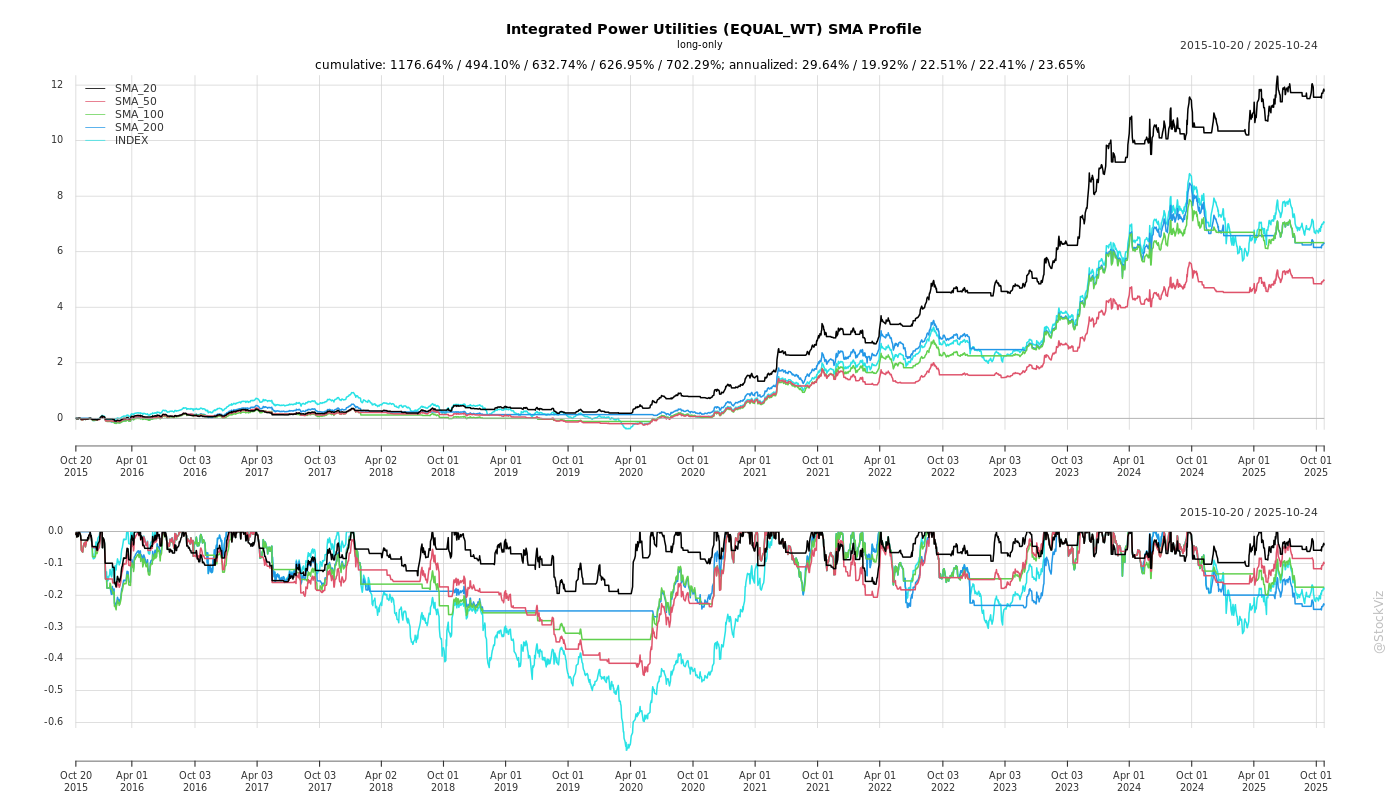 Integrated Power Utilities (EQUAL_WT) SMA Profile
long-only
2015-10-20 / 2025-10-24
cumulative: 1176.64% / 494.10% / 632.74% / 626.95% / 702.29%; annualized: 29.64% / 19.92% / 22.51% / 22.41% / 23.65%
SMA_20
SMA_50
SMA_100
SMA_200
INDEX
12
10
8
6
4
2
0
Oct 20 Apr 01 Oct 03 Apr 03 Oct 03 Apr 02 Oct 01 Apr 01 Oct 01 Apr 01 Oct 01 Apr 01 Oct 01 Apr 01 Oct 03 Apr 03 Oct 03 Apr 01 Oct 01 Apr 01 Oct 01
2015 2016 2016 2017 2017 2018 2018 2019 2019 2020 2020 2021 2021 2022 2022 2023 2023 2024 2024 2025 2025
2015-10-20 / 2025-10-24
0.0
-0.1
-0.2
-0.3
-0.4
-0.5
-0.6
Oct 20 Apr 01 Oct 03 Apr 03 Oct 03 Apr 02 Oct 01 Apr 01 Oct 01 Apr 01 Oct 01 Apr 01 Oct 01 Apr 01 Oct 03 Apr 03 Oct 03 Apr 01 Oct 01 Apr 01 Oct 01
2015 2016 2016 2017 2017 2018 2018 2019 2019 2020 2020 2021 2021 2022 2022 2023 2023 2024 2024 2025 2025
@StockViz